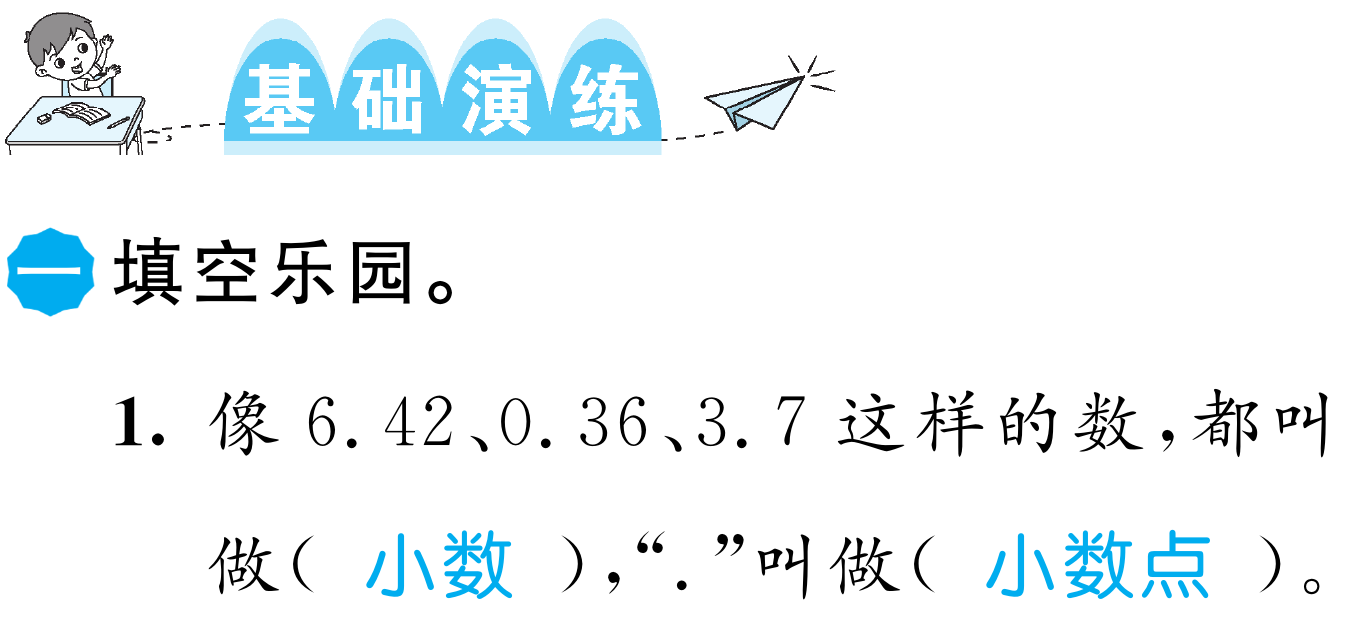 基础演练
一 填空乐园。
1. 像 6.42、0.36、3.7 这样的数，都叫
做( 小数 )，“.”叫做( 小数点 )。